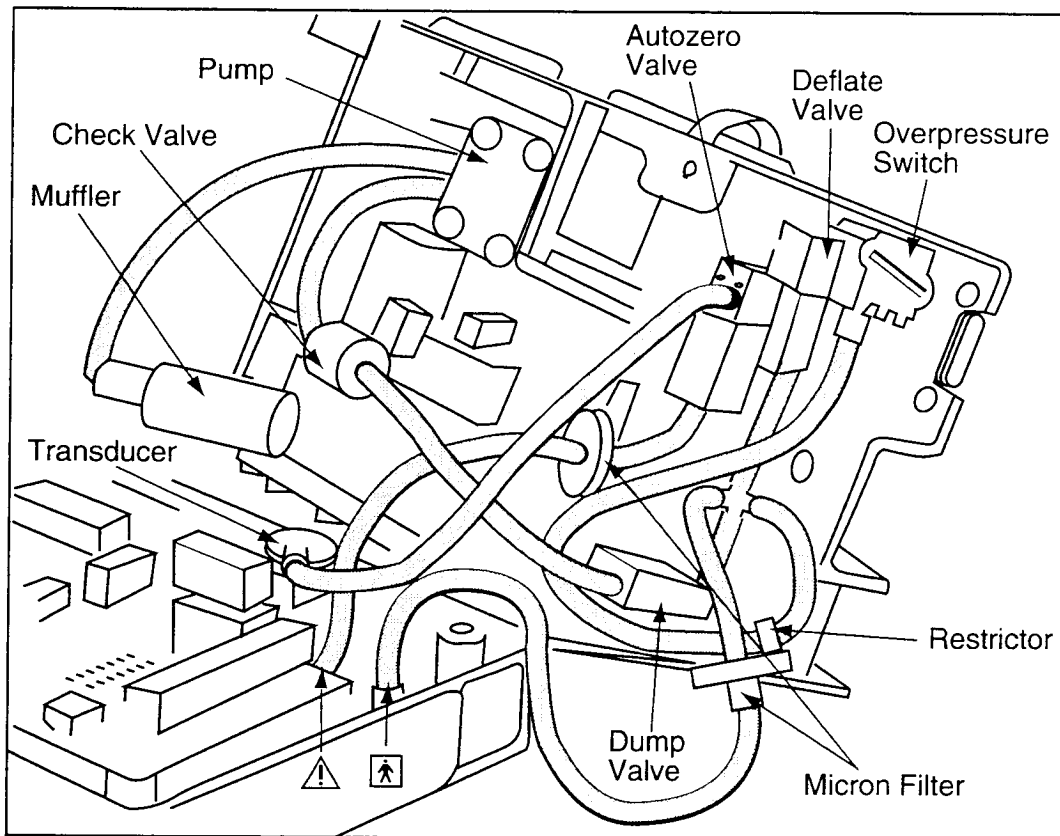 Autozero
Valve
Pump
Deflate
Valve
Check Valve
Overpressure
Switch
Muffler
Transducer
Restrictor
Dump
Valve
Micron Filter
!